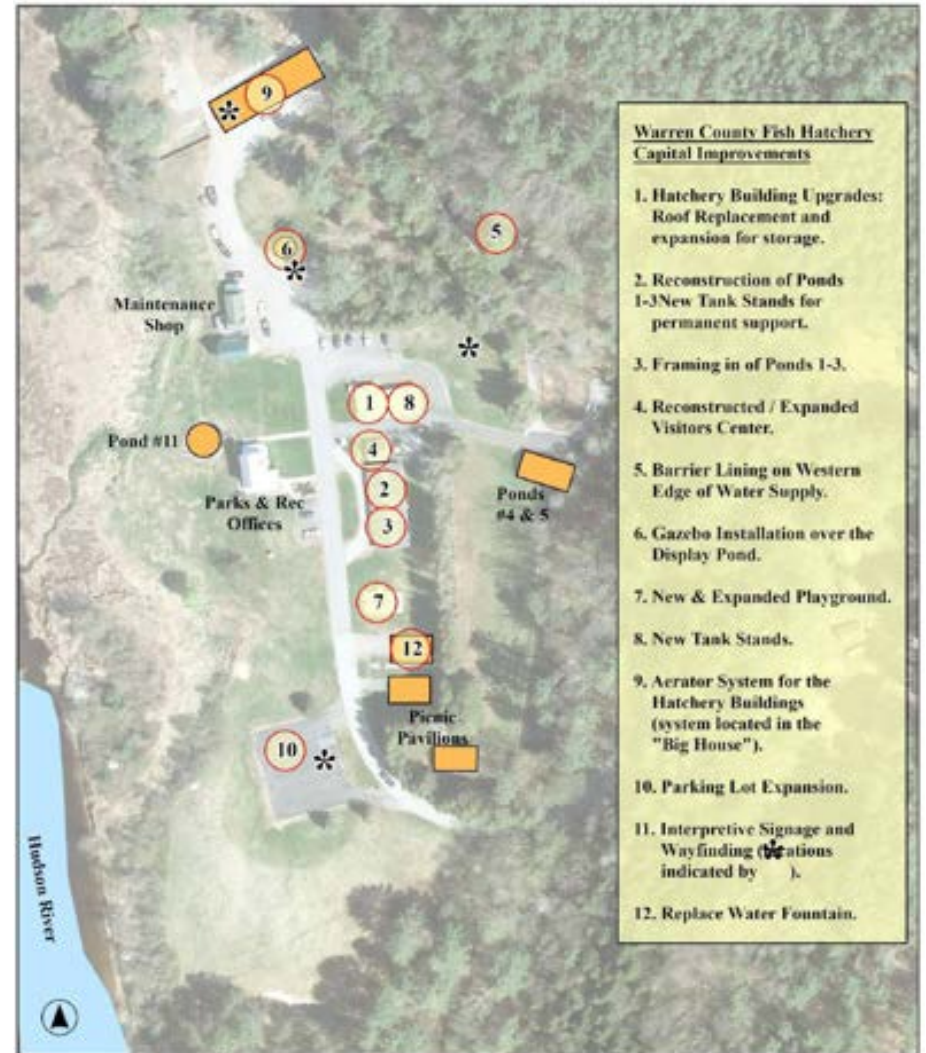 9
*
5
6
*
Maintenance
Shop
*
1
8
Pond #11
4
2
Ponds
#4 & 5
Parks & Rec
Offices
3
7
12
Picnic
Pavilions
10
*
Hudson River
Warren County Fish Hatchery
Capital Improvements
1. Hatchery Building Upgrades:
Roof Replacement and
expansion for storage.
2. Reconstruction of Ponds
1-3New Tank Stands for
permanent support.
3. Framing in of Ponds 1-3.
4. Reconstructed / Expanded
Visitors Center.
5. Barrier Lining on Western
Edge of Water Supply.
6. Gazebo Installation over the
Display Pond.
7. New & Expanded Playground.
8. New Tank Stands.
9. Aerator System for the
Hatchery Buildings
(system located in the
"Big House").
10. Parking Lot Expansion.
11. Interpretive Signage and
Wayfinding (*ations
indicated by ).
12. Replace Water Fountain.